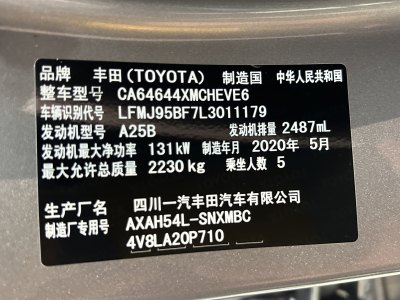 品牌 丰田(TOYOTA) 制造国 中华人民共和国
整车型号 CA64644XMCHEVE6
车辆识别代号 LFMJ95BF7L3011179
发动机型号 A25B 发动机排量 2487mL
发动机最大净功率 131kW 制造年月 2020年5月
最大允许总质量 2230kg 乘坐人数 5
生产厂名 四川一汽丰田汽车有限公司
制造商专用号 AXAH54L-SNXMBC
4V8LA20P710